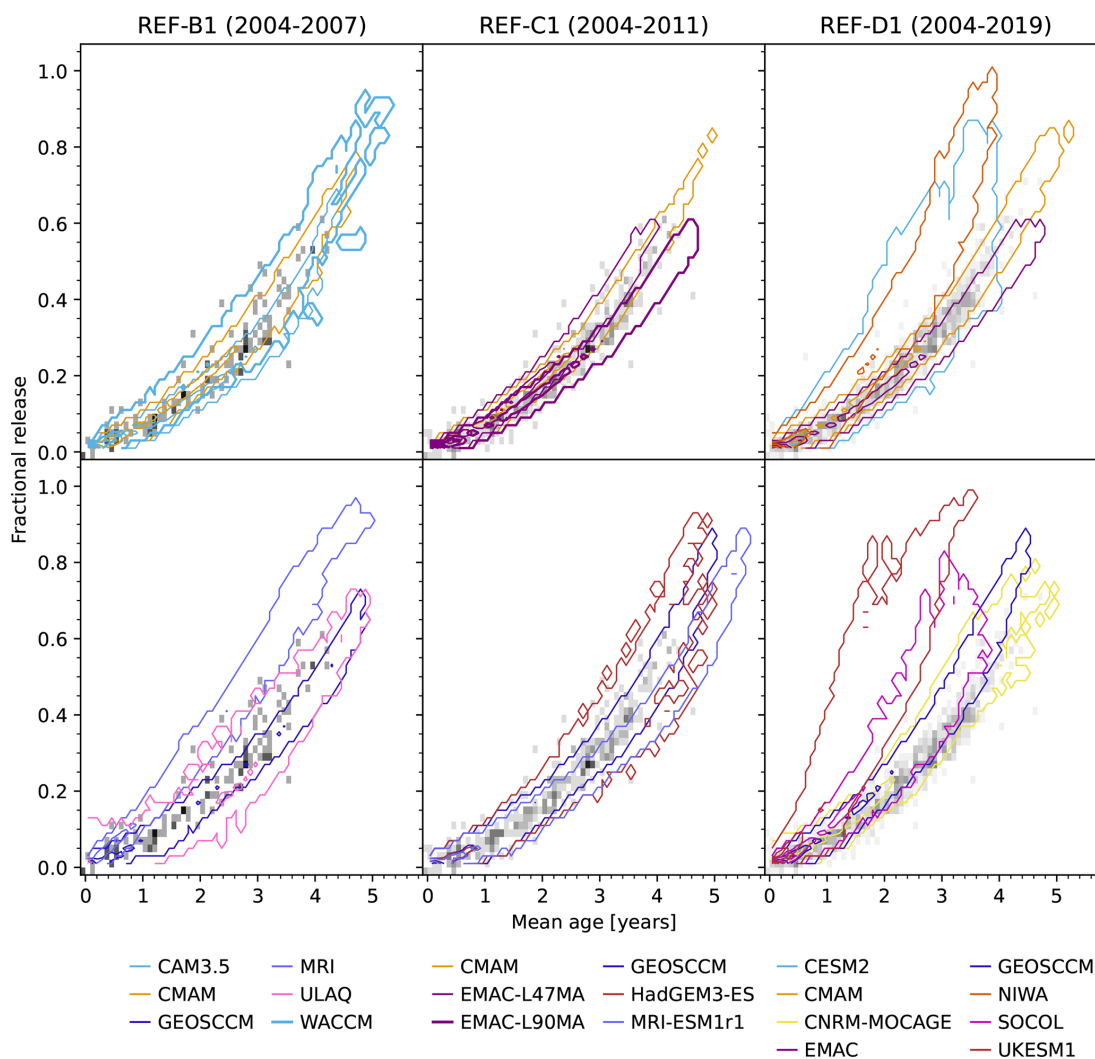 REF-B1 (2004-2007) REF-C1 (2004-2011) REF-D1 (2004-2019)
1.0
0.8
0.6
0.4
0.2
0.0
Fractional release
1.0
0.8
0.6
0.4
0.2
0.0
0 1 2 3 4 5 0 1 2 3 4 5 0 1 2 3 4 5
Mean age [years]
CAM3.5 MRI CMAM GEOSCCM CESM2 GEOSCCM
CMAM ULAQ EMAC-L47MA HadGEM3-ES CMAM NIWA
GEOSCCM WACCM EMAC-L90MA MRI-ESM1r1 CNRM-MOCAGE SOCOL
EMAC UKESM1